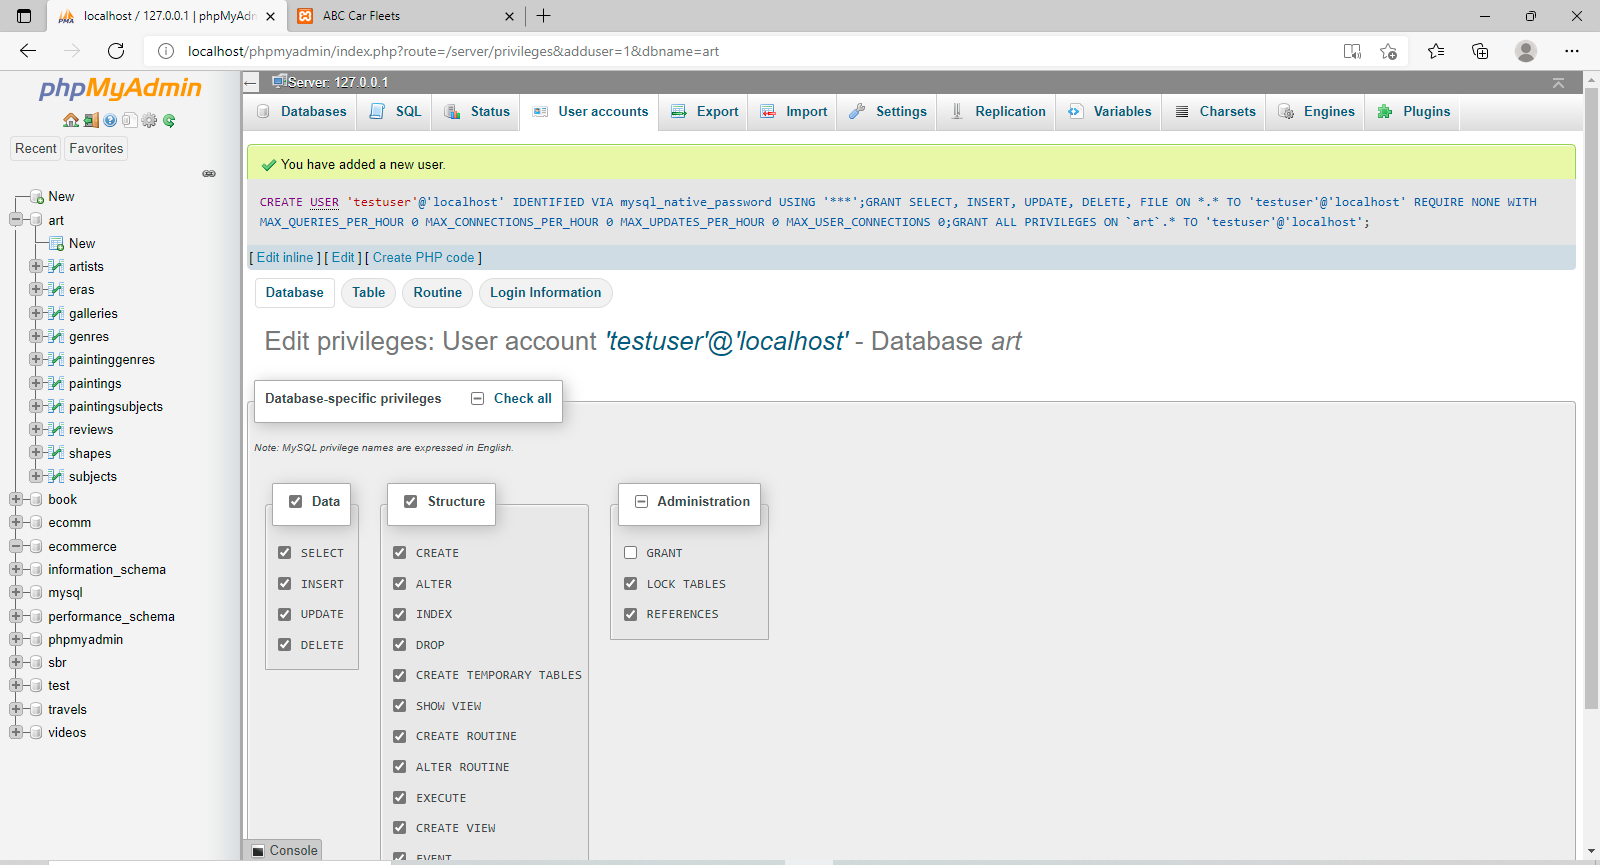 localhost / 127.0.0.1 | phpMyAdm
ABC Car Fleets
localhost/phpmyadmin/index.php?route=/server/privileges&adduser=1&dbname=art
phpMyAdmin
Recent
Favorites
New
art
New
artists
eras
galleries
genres
paintinggenres
paintings
paintingsubjects
reviews
shapes
subjects
book
ecomm
ecommerce
information_schema
mysql
performance_schema
phpmyadmin
sbr
test
travels
videos
Server: 127.0.0.1
Databases SQL Status User accounts Export Import Settings Replication Variables Charsets Engines Plugins
You have added a new user.
CREATE USER 'testuser'@'localhost' IDENTIFIED VIA mysql_native_password USING '***';GRANT SELECT, INSERT, UPDATE, DELETE, FILE ON *.* TO 'testuser'@'localhost' REQUIRE NONE WITH
MAX_QUERIES_PER_HOUR 0 MAX_CONNECTIONS_PER_HOUR 0 MAX_UPDATES_PER_HOUR 0 MAX_USER_CONNECTIONS 0;GRANT ALL PRIVILEGES ON `art`.* TO 'testuser'@'localhost';
[ Edit inline ] [ Edit ] [ Create PHP code ]
Database Table Routine Login Information
Edit privileges: User account 'testuser'@'localhost' - Database art
Database-specific privileges Check all
Note: MySQL privilege names are expressed in English.
Data
SELECT
INSERT
UPDATE
DELETE
Structure
CREATE
ALTER
INDEX
DROP
CREATE TEMPORARY TABLES
SHOW VIEW
CREATE ROUTINE
ALTER ROUTINE
EXECUTE
CREATE VIEW
EVENT
Administration
GRANT
LOCK TABLES
REFERENCES
Console